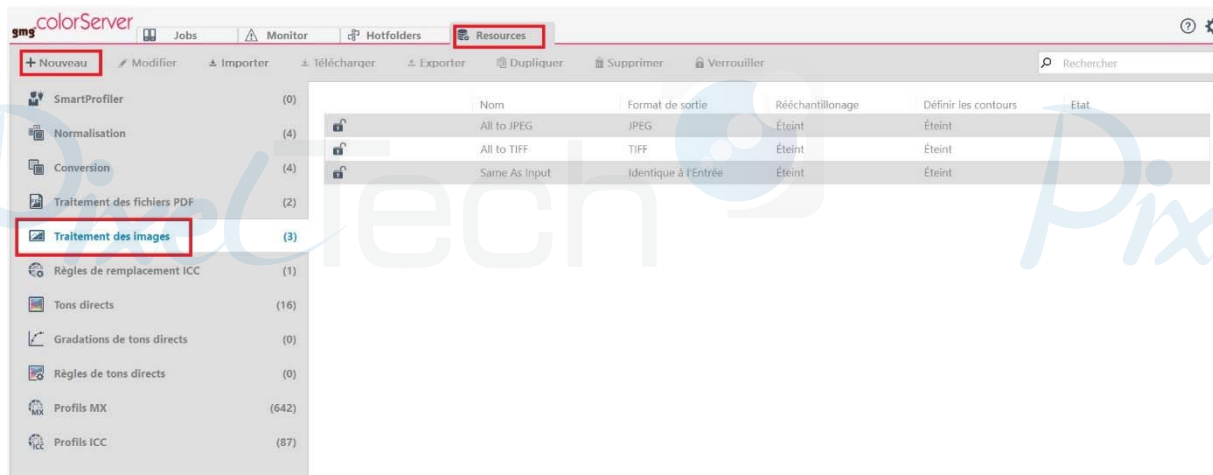 gmg colorServer
Jobs Monitor Hotfolders Resources
+ Nouveau Modifier Importer Télécharger Exporter Dupliquer Supprimer Verrouiller Rechercher
SmartProfiler (0)
Normalisation (4)
Conversion (4)
Traitement des fichiers PDF (2)
Traitement des images (3)
Règles de remplacement ICC (1)
Tons directs (16)
Gradations de tons directs (0)
Règles de tons directs (0)
Profils MX (642)
Profils ICC (87)
Nom Format de sortie Rééchantillonage Définir les contours Etat
All to JPEG JPEG Éteint Éteint
All to TIFF TIFF Éteint Éteint
Same As Input Identique à l'Entrée Éteint Éteint
PixelTech
Pix